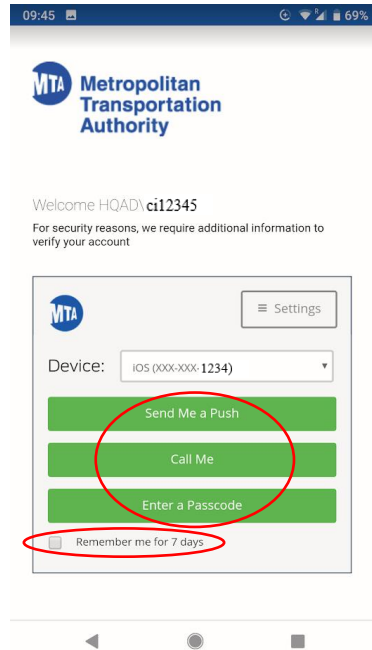 09:45 69%
MTA Metropolitan
Transportation
Authority
Welcome HQAD\ci12345
For security reasons, we require additional information to
verify your account
MTA
≡ Settings
Device: iOS (XXX-XXX-1234)
Send Me a Push
Call Me
Enter a Passcode
Remember me for 7 days